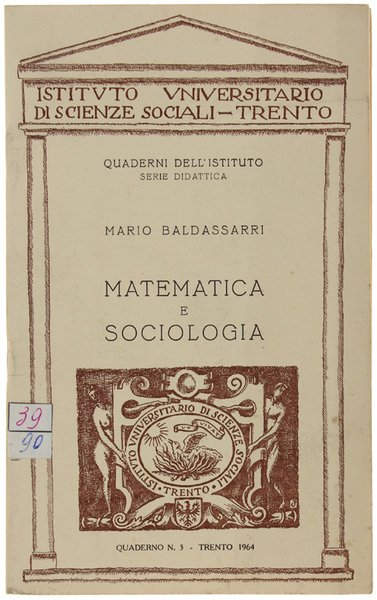 ISTITVTO VNIVERSITARIO
DI SCIENZE SOCIALI — TRENTO
QUADERNI DELL'ISTITUTO
SERIE DIDATTICA
MARIO BALDASSARRI
MATEMATICA
E
SOCIOLOGIA
39
90
ISTITVTO VNIVERSITARIO DI SCIENZE SOCIALI
· TRENTO ·
QUADERNO N. 3 - TRENTO 1964